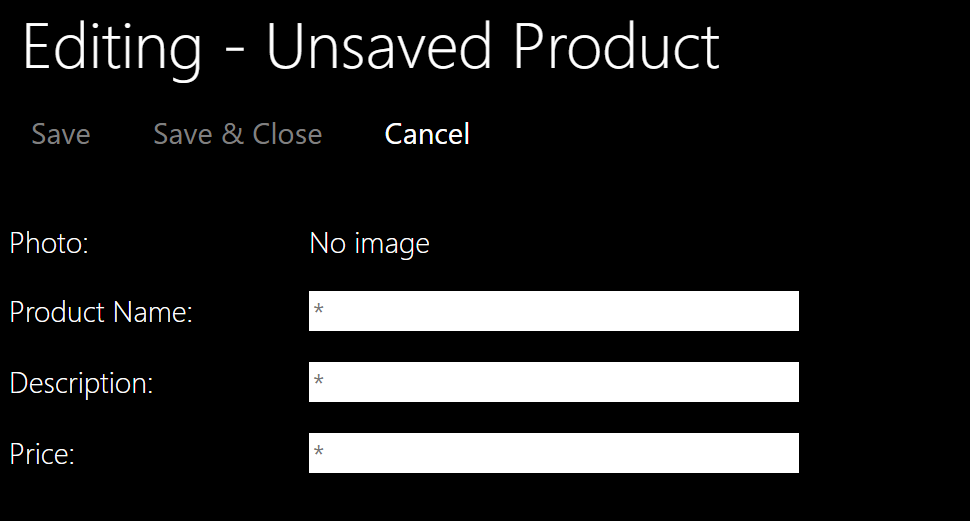 Editing - Unsaved Product
Save Save & Close Cancel
Photo: No image
Product Name: *
Description: *
Price: *